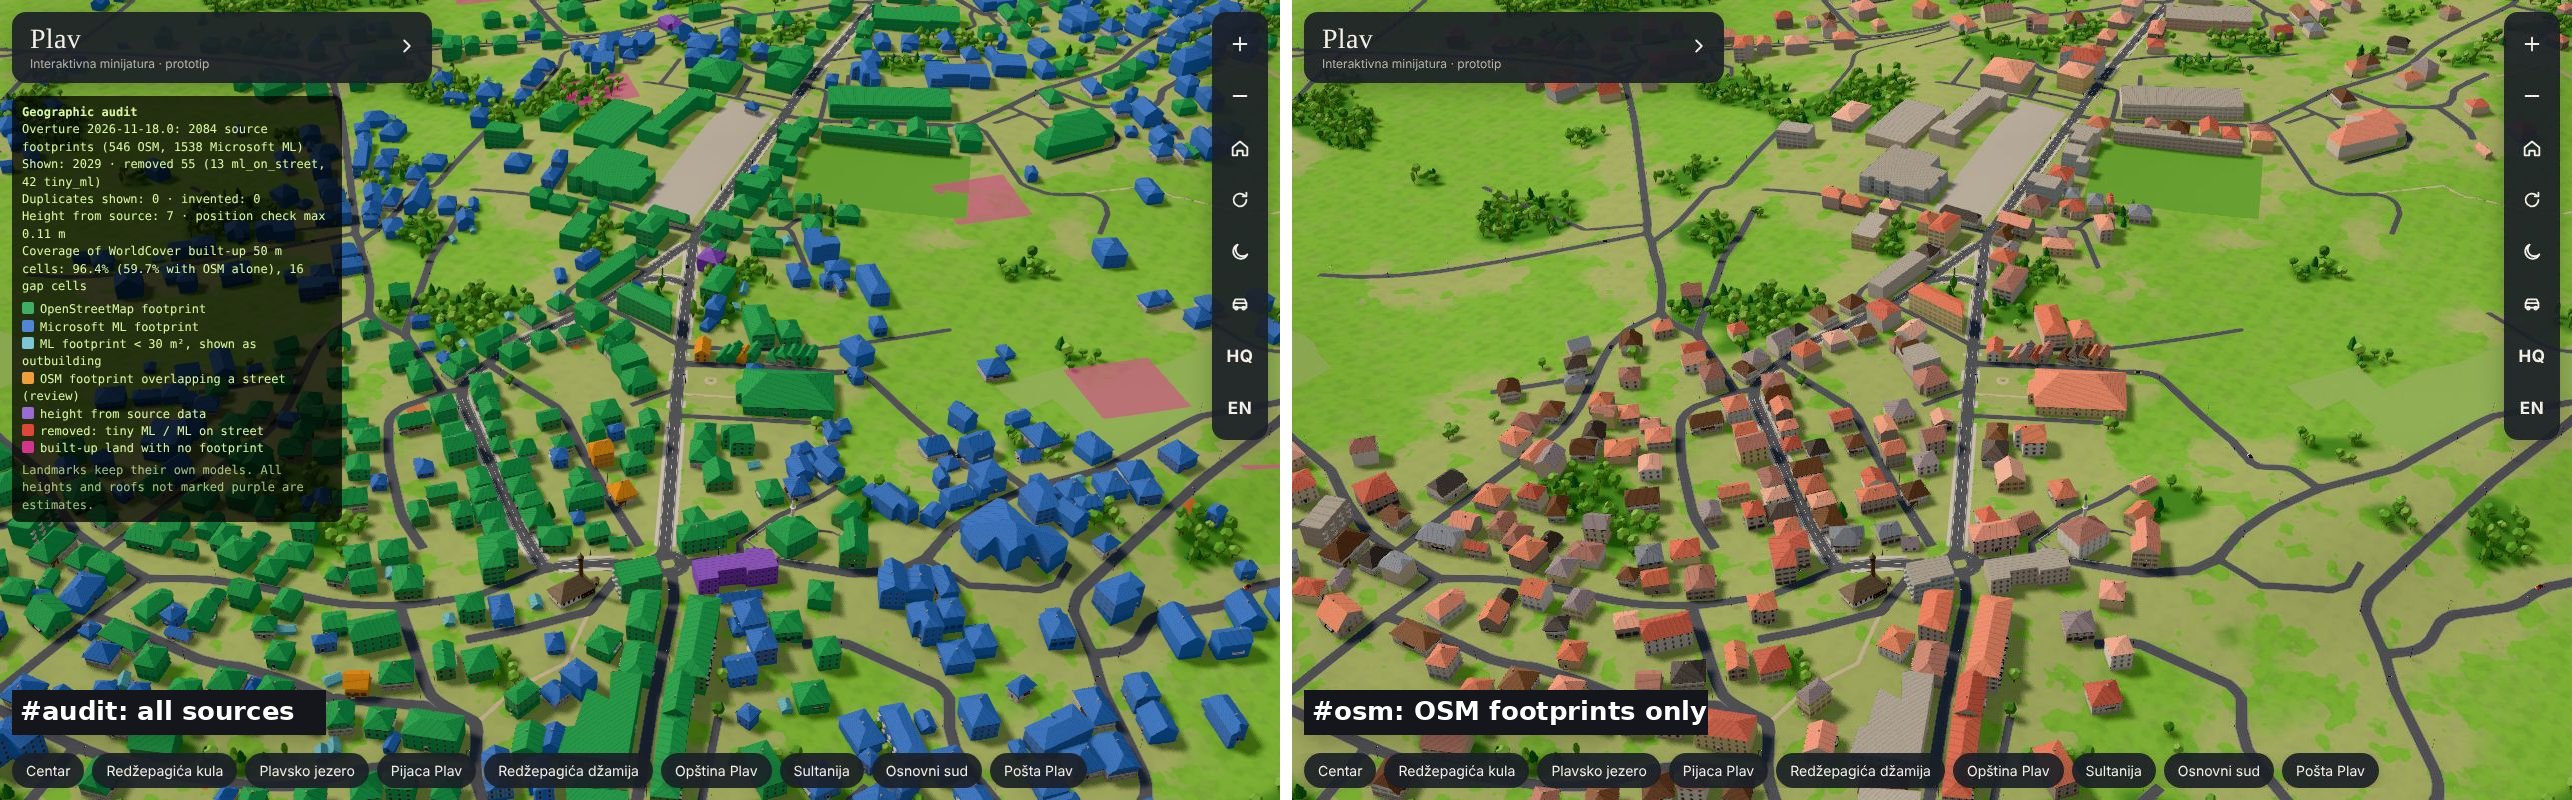 Plav
Interaktivna minijatura · prototip
Geographic audit
Overture 2026-11-18.0: 2084 source
footprints (546 OSM, 1538 Microsoft ML)
Shown: 2029 · removed 55 (13 ml_on_street,
42 tiny_ml)
Duplicates shown: 0 · invented: 0
Height from source: 7 · position check max
0.11 m
Coverage of WorldCover built-up 50 m
cells: 96.4% (59.7% with OSM alone), 16
gap cells
OpenStreetMap footprint
Microsoft ML footprint
ML footprint < 30 m², shown as
outbuilding
OSM footprint overlapping a street
(review)
height from source data
removed: tiny ML / ML on street
built-up land with no footprint
Landmarks keep their own models. All
heights and roofs not marked purple are
estimates.
HQ
EN
#audit: all sources
Centar
Redžepagića kula
Plavsko jezero
Pijaca Plav
Redžepagića džamija
Opština Plav
Sultanija
Osnovni sud
Pošta Plav
Plav
Interaktivna minijatura · prototip
HQ
EN
#osm: OSM footprints only
Centar
Redžepagića kula
Plavsko jezero
Pijaca Plav
Redžepagića džamija
Opština Plav
Sultanija
Osnovni sud
Pošta Plav